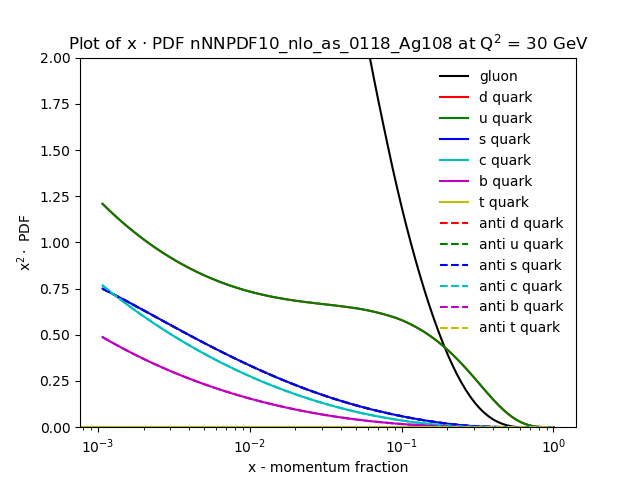 Plot of x · PDF nNNPDF10_nlo_as_0118_Ag108 at Q² = 30 GeV
2.00
1.75
1.50
1.25
1.00
0.75
0.50
0.25
0.00
x² · PDF
gluon
d quark
u quark
s quark
c quark
b quark
t quark
anti d quark
anti u quark
anti s quark
anti c quark
anti b quark
anti t quark
10⁻³ 10⁻² 10⁻¹ 10⁰
x - momentum fraction